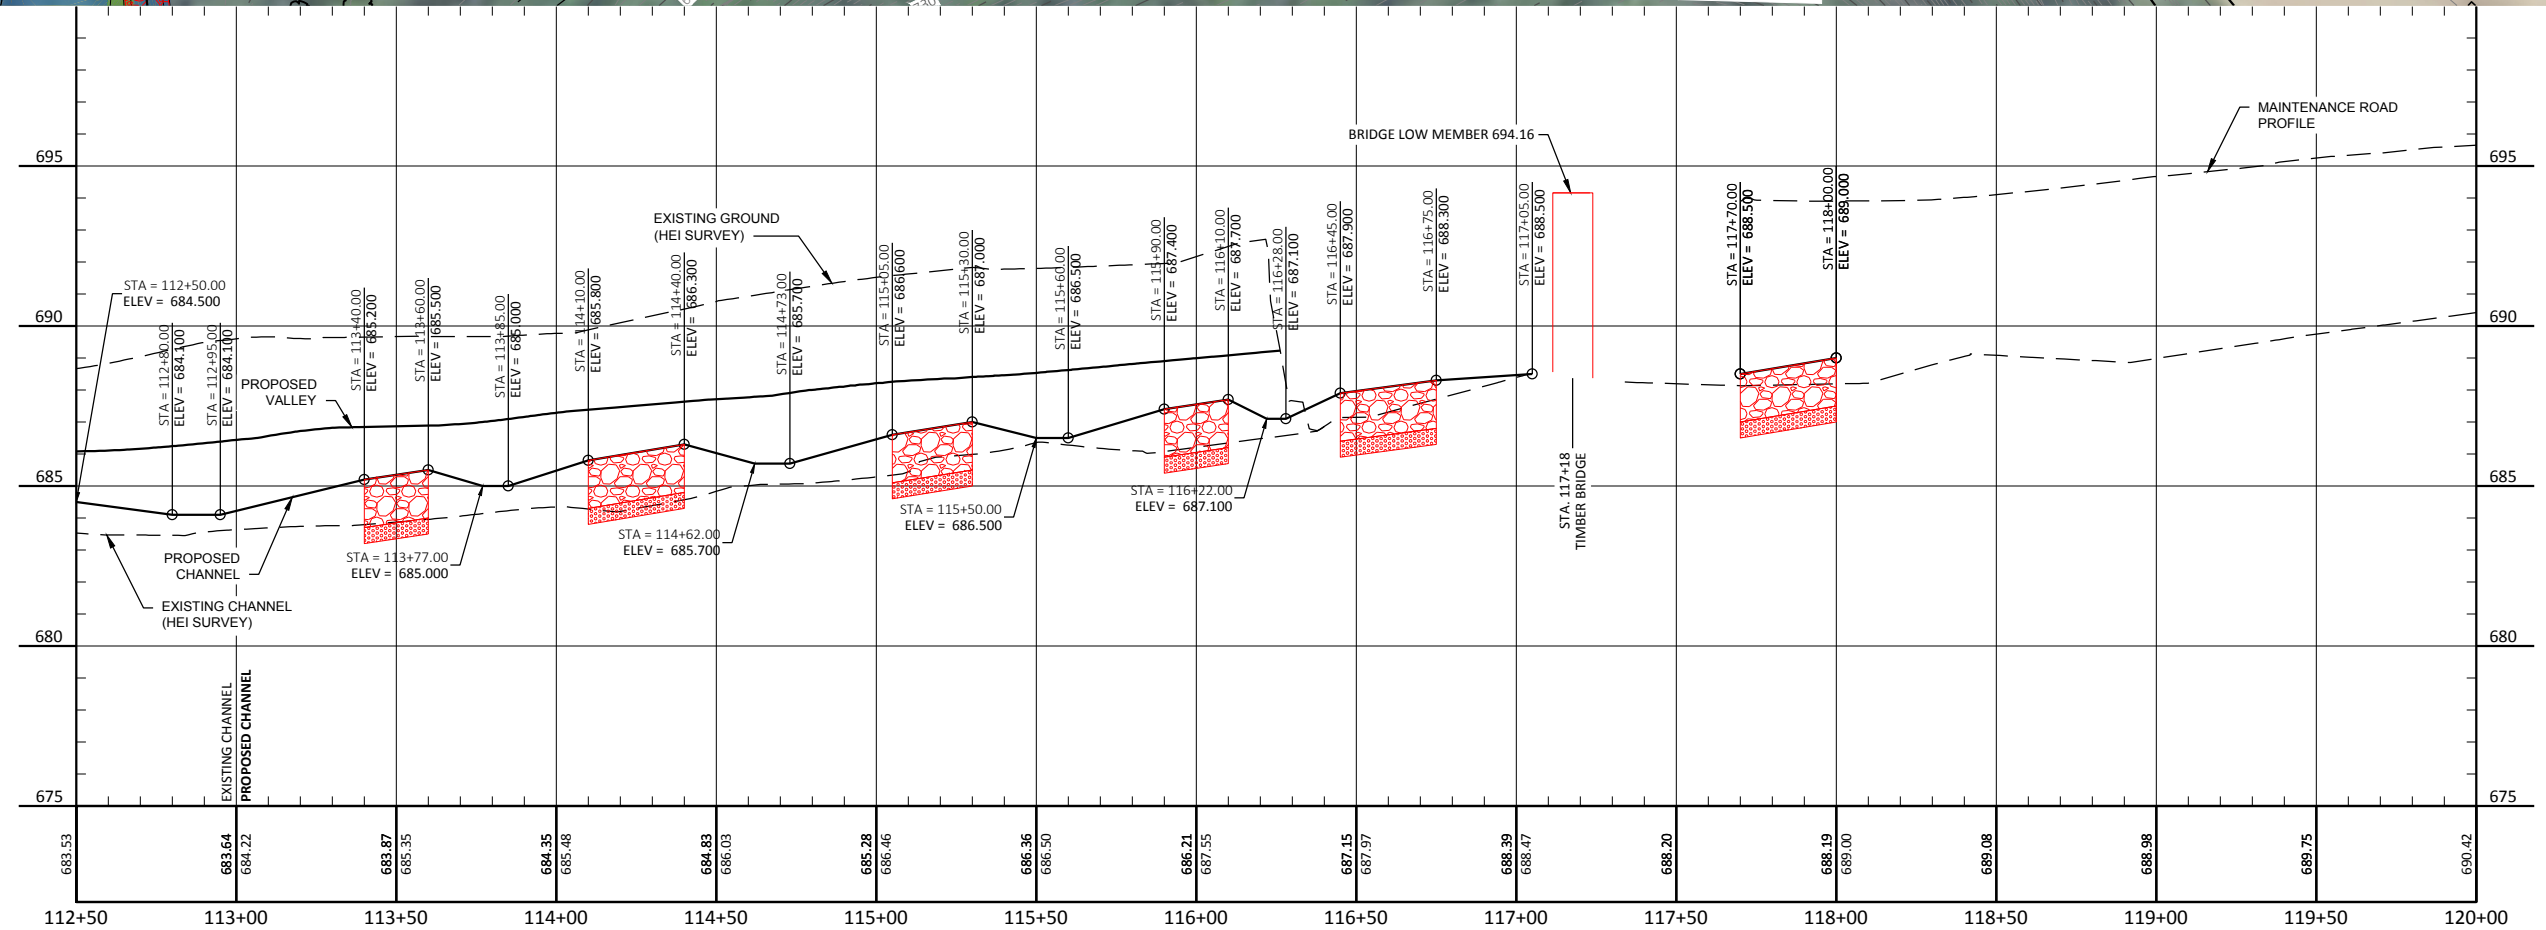 730
MAINTENANCE ROAD
PROFILE
BRIDGE LOW MEMBER 694.16
695
695
EXISTING GROUND
(HEI SURVEY)
STA = 112+50.00
ELEV = 684.500
STA = 112+80.00
ELEV = 684.100
STA = 112+95.00
ELEV = 684.100
STA = 113+40.00
ELEV = 685.200
STA = 113+60.00
ELEV = 685.500
STA = 113+85.00
ELEV = 685.000
STA = 114+10.00
ELEV = 685.800
STA = 114+40.00
ELEV = 686.300
STA = 114+73.00
ELEV = 685.700
STA = 115+05.00
ELEV = 686.600
STA = 115+30.00
ELEV = 687.000
STA = 115+60.00
ELEV = 686.500
STA = 115+90.00
ELEV = 687.400
STA = 116+10.00
ELEV = 687.700
STA = 116+28.00
ELEV = 687.100
STA = 116+45.00
ELEV = 687.900
STA = 116+75.00
ELEV = 688.300
STA = 117+05.00
ELEV = 688.500
STA = 117+70.00
ELEV = 688.500
STA = 118+00.00
ELEV = 689.000
690
690
PROPOSED
VALLEY
685
685
STA = 116+22.00
ELEV = 687.100
STA = 115+50.00
ELEV = 686.500
STA = 114+62.00
ELEV = 685.700
STA = 113+77.00
ELEV = 685.000
PROPOSED
CHANNEL
EXISTING CHANNEL
(HEI SURVEY)
STA. 117+18
TIMBER BRIDGE
680
680
EXISTING CHANNEL
PROPOSED CHANNEL
675
675
683.53
683.64
684.22
683.87
685.35
684.35
685.48
684.83
686.03
685.28
686.46
686.36
686.50
686.21
687.55
687.15
687.97
688.39
688.47
688.20
688.19
689.00
689.08
688.98
689.75
690.42
112+50 113+00 113+50 114+00 114+50 115+00 115+50 116+00 116+50 117+00 117+50 118+00 118+50 119+00 119+50 120+00